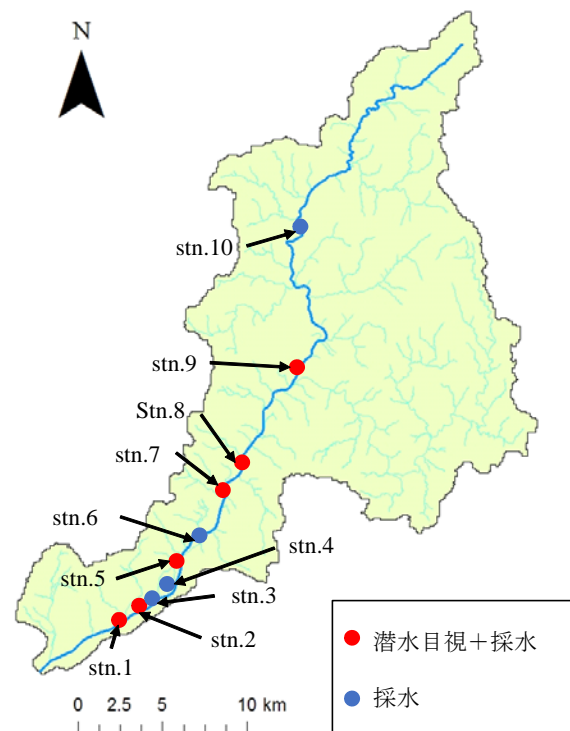 N
stn.10
stn.9
Stn.8
stn.7
stn.6
stn.4
stn.5
stn.3
stn.2
stn.1
潜水目視＋採水
採水
0 2.5 5 10 km